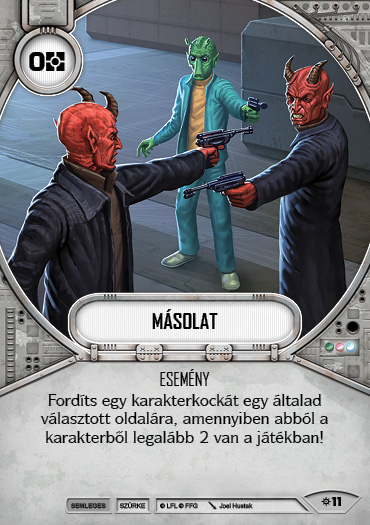 0
MÁSOLAT
ESEMÉNY
Fordíts egy karakterkockát egy általad
választott oldalára, amennyiben abból a
karakterből legalább 2 van a játékban!
SEMLEGES SZÜRKE © LFL © FFG Joel Hustak 11